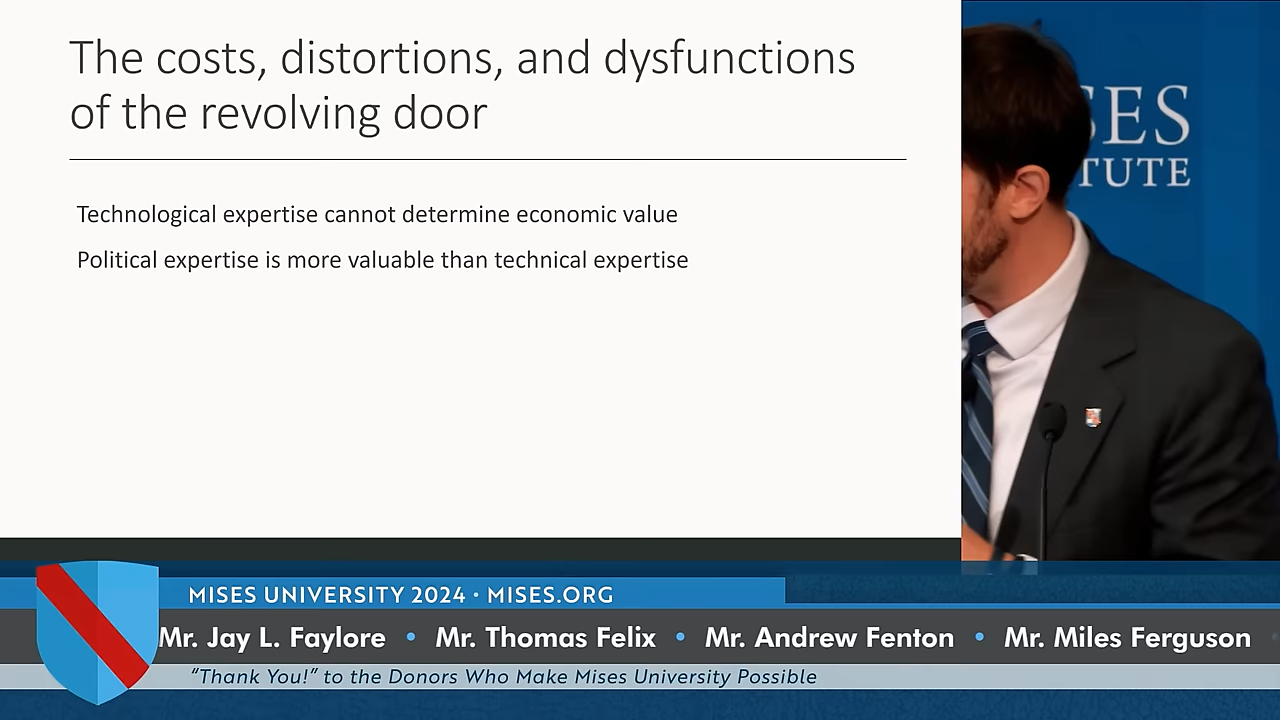 The costs, distortions, and dysfunctions
of the revolving door
Technological expertise cannot determine economic value
Political expertise is more valuable than technical expertise
SES
TUTE
MISES UNIVERSITY 2024 • MISES.ORG
Mr. Jay L. Faylore • Mr. Thomas Felix • Mr. Andrew Fenton • Mr. Miles Ferguson
“Thank You!” to the Donors Who Make Mises University Possible